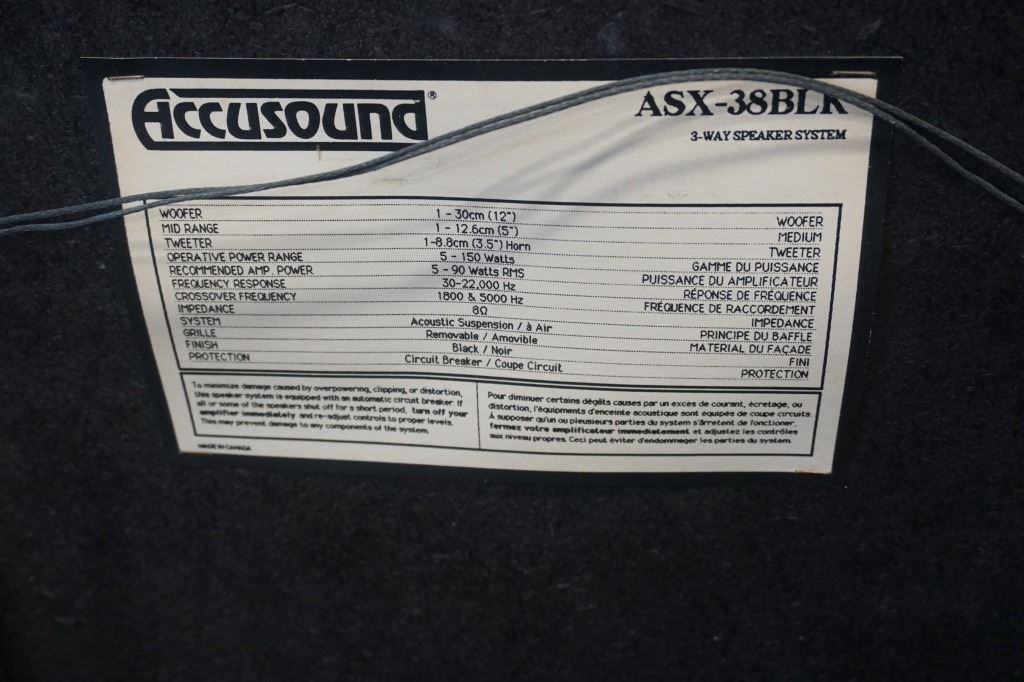 Accusound®
ASX-38BLK
3-WAY SPEAKER SYSTEM
WOOFER 1 - 30cm (12") WOOFER
MID RANGE 1 - 12.6cm (5") MEDIUM
TWEETER 1-8.8cm (3.5") Horn TWEETER
OPERATIVE POWER RANGE 5 - 150 Watts GAMME DU PUISSANCE
RECOMMENDED AMP. POWER 5 - 90 Watts RMS PUISSANCE DU AMPLIFICATEUR
FREQUENCY RESPONSE 30-22,000 Hz RÉPONSE DE FRÉQUENCE
CROSSOVER FREQUENCY 1800 & 5000 Hz FRÉQUENCE DE RACCORDEMENT
IMPEDANCE 8Ω IMPEDANCE
SYSTEM Acoustic Suspension / à Air PRINCIPE DU BAFFLE
GRILLE Removable / Amovible MATERIAL DU FAÇADE
FINISH Black / Noir FINI
PROTECTION Circuit Breaker / Coupe Circuit PROTECTION
To minimize damage caused by overpowering, clipping, or distortion,
this speaker system is equipped with an automatic circuit breaker. If
all or some of the speakers shut off for a short period, turn off your
amplifier immediately and re-adjust controls to proper levels.
This may prevent damage to any components of the system.
Pour diminuer certains dégâts causes par un exces de courant, écretage, ou
distortion, l'équipments d'enceinte acoustique sont équipés de coupe circuits.
À supposer qu'un ou pleusieurs parties du system s'árretent de fonctioner,
fermez votre amplificateur immediatement et adjustez les contrôles
aux niveau propres. Ceci peut éviter d'endommager les parties du system.
MADE IN CANADA